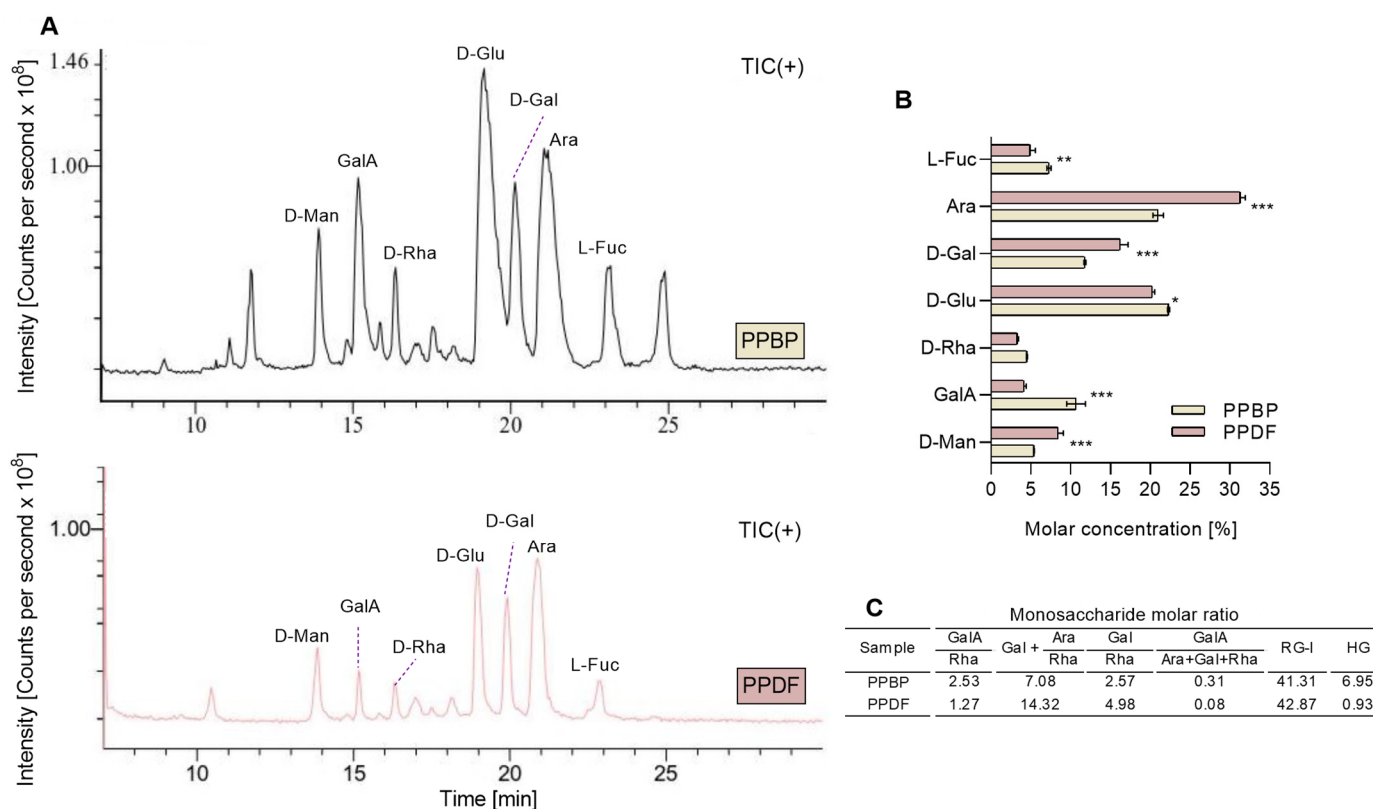 A
Intensity [Counts per second x 10⁸]
1.46
1.00
D-Glu
TIC(+)
D-Gal
Ara
GalA
D-Man
D-Rha
L-Fuc
PPBP
10 15 20 25
Intensity [Counts per second x 10⁸]
1.00
D-Gal
TIC(+)
D-Glu
Ara
GalA
D-Man
D-Rha
L-Fuc
PPDF
10 15 20 25
Time [min]
B
L-Fuc **
Ara ***
D-Gal ***
D-Glu *
D-Rha
GalA ***
D-Man ***
PPBP
PPDF
0 5 10 15 20 25 30 35
Molar concentration [%]
C
Monosaccharide molar ratio
GalA Ara Gal GalA
Sample Gal + RG-I HG
Rha Rha Rha Ara+Gal+Rha
PPBP 2.53 7.08 2.57 0.31 41.31 6.95
PPDF 1.27 14.32 4.98 0.08 42.87 0.93